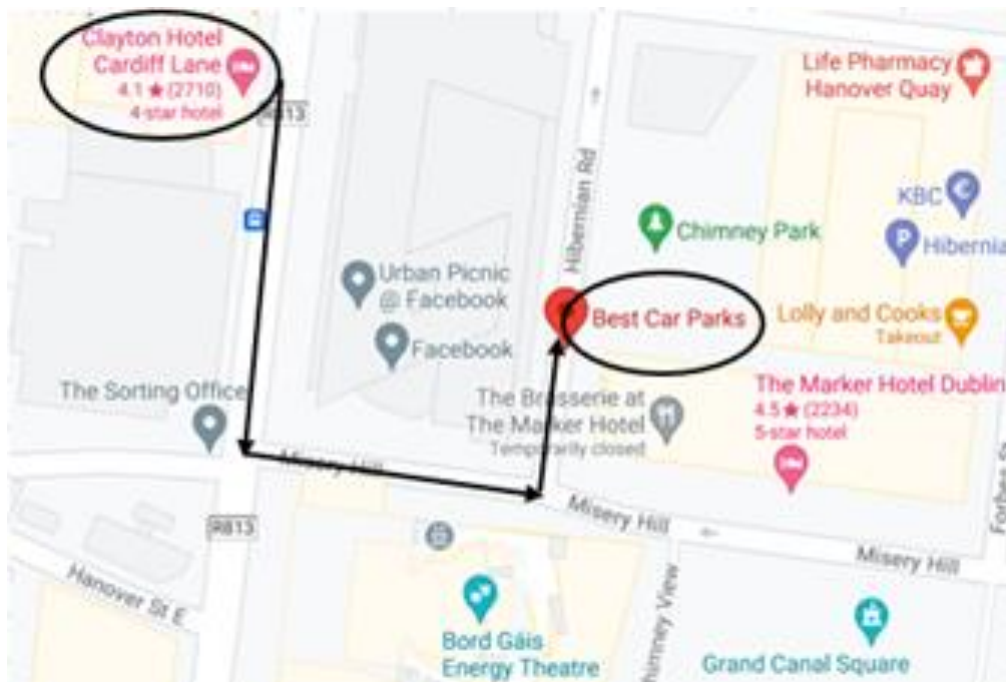 Clayton Hotel
Cardiff Lane
4.1 ★ (2710)
4-star hotel
R813
Life Pharmacy
Hanover Quay
Hibernian Rd
KBC
Chimney Park
Hibernia
Urban Picnic
@ Facebook
Best Car Parks
Lolly and Cooks
Takeout
Facebook
The Sorting Office
The Brasserie at
The Marker Hotel
Temporarily closed
The Marker Hotel Dublin
4.5 ★ (2234)
5-star hotel
Misery Hill
R813
Misery Hill
Misery Hill
Hanover St E
Bord Gáis
Energy Theatre
Grand Canal Square